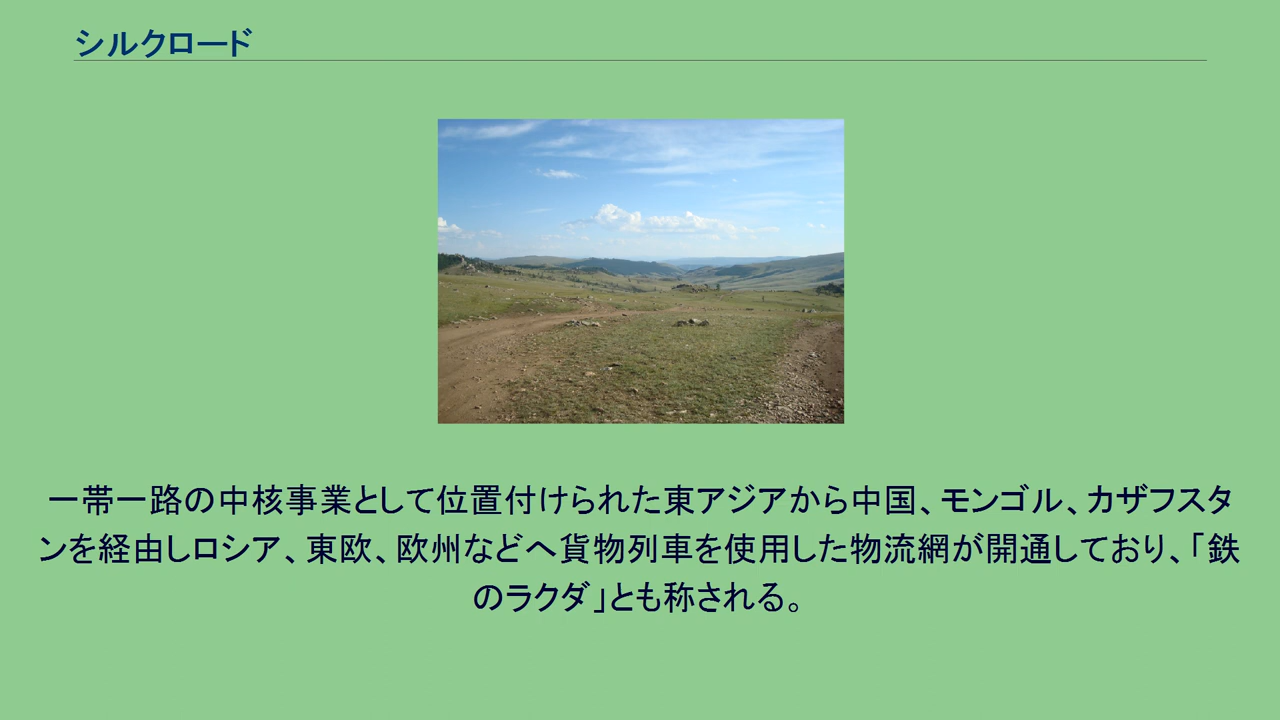 シルクロード
一帯一路の中核事業として位置付けられた東アジアから中国、モンゴル、カザフスタ
ンを経由しロシア、東欧、欧州などへ貨物列車を使用した物流網が開通しており、「鉄
のラクダ」とも称される。